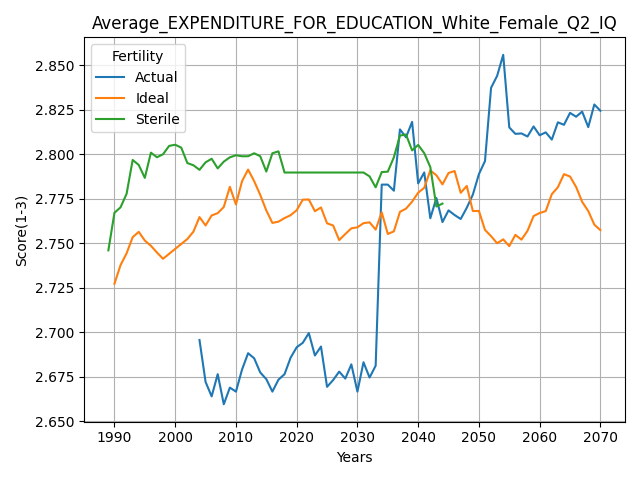 Average_EXPENDITURE_FOR_EDUCATION_White_Female_Q2_IQ
Fertility
Actual
Ideal
Sterile
Score(1-3)
2.850
2.825
2.800
2.775
2.750
2.725
2.700
2.675
2.650
1990 2000 2010 2020 2030 2040 2050 2060 2070
Years